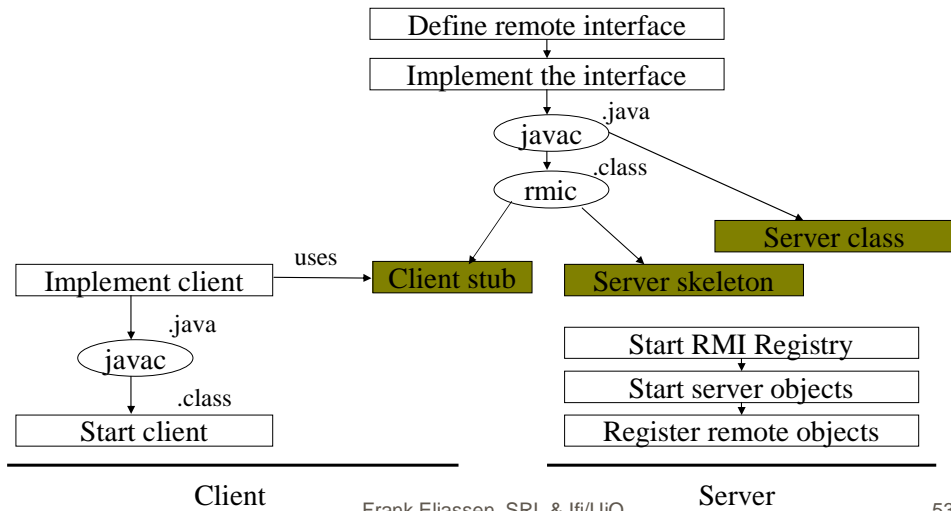 Define remote interface
Implement the interface
.java
javac
.class
rmic
Server class
uses
Implement client
Client stub
Server skeleton
.java
javac
Start RMI Registry
.class
Start server objects
Start client
Register remote objects
Client
Server
Frank Eliassen, SRL & Ifi/UiO
53